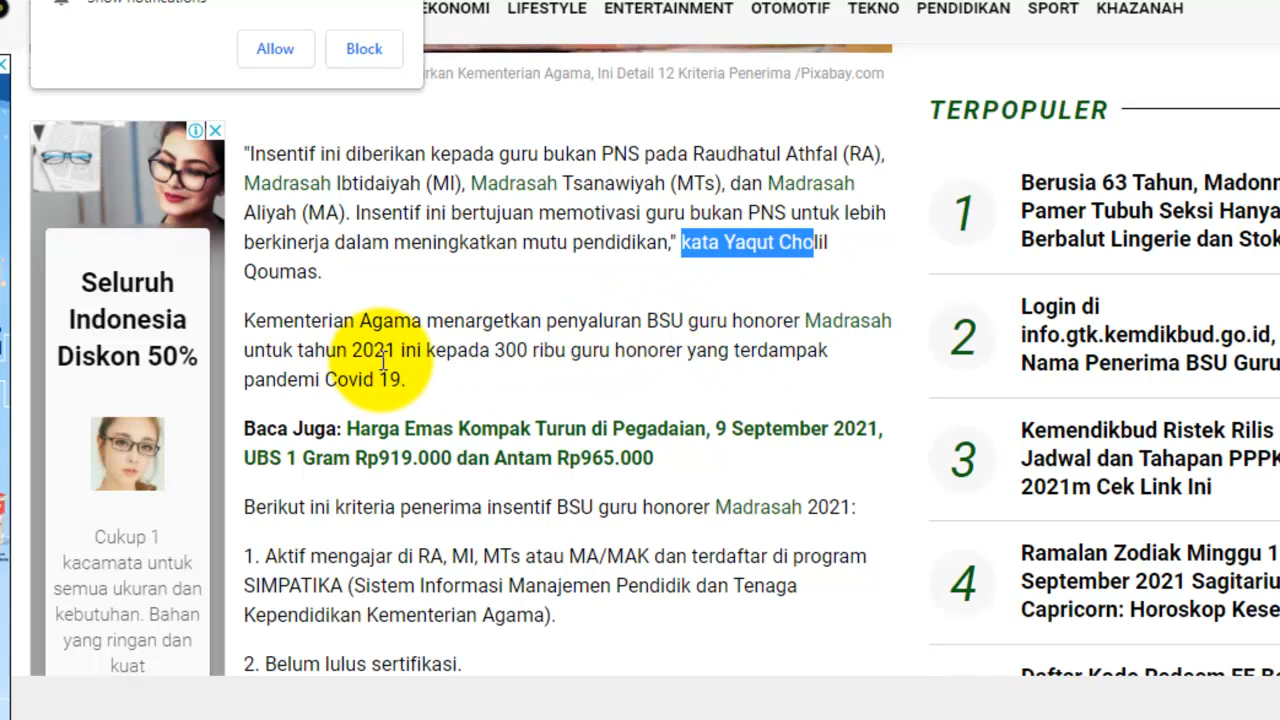 EKONOMI LIFESTYLE ENTERTAINMENT OTOMOTIF TEKNO PENDIDIKAN SPORT KHAZANAH
Show notifications
Allow Block
Kementerian Agama, Ini Detail 12 Kriteria Penerima /Pixabay.com
"Insentif ini diberikan kepada guru bukan PNS pada Raudhatul Athfal (RA),
Madrasah Ibtidaiyah (MI), Madrasah Tsanawiyah (MTs), dan Madrasah
Aliyah (MA). Insentif ini bertujuan memotivasi guru bukan PNS untuk lebih
berkinerja dalam meningkatkan mutu pendidikan," kata Yaqut Cholil
Qoumas.
Kementerian Agama menargetkan penyaluran BSU guru honorer Madrasah
untuk tahun 2021 ini kepada 300 ribu guru honorer yang terdampak
pandemi Covid 19.
Baca Juga: Harga Emas Kompak Turun di Pegadaian, 9 September 2021,
UBS 1 Gram Rp919.000 dan Antam Rp965.000
Berikut ini kriteria penerima insentif BSU guru honorer Madrasah 2021:
1. Aktif mengajar di RA, MI, MTs atau MA/MAK dan terdaftar di program
SIMPATIKA (Sistem Informasi Manajemen Pendidik dan Tenaga
Kependidikan Kementerian Agama).
2. Belum lulus sertifikasi.
Seluruh
Indonesia
Diskon 50%
Cukup 1
kacamata untuk
semua ukuran dan
kebutuhan. Bahan
yang ringan dan
kuat
TERPOPULER
1
Berusia 63 Tahun,
Pamer Tubuh Seksi
Berbalut Lingerie dan
2
Login di
info.gtk.kemdikbud.go.id,
Nama Penerima BSU Guru
3
Kemendikbud Ristek Rilis
Jadwal dan Tahapan
2021m Cek Link Ini
4
Ramalan Zodiak Minggu 1
September 2021
Capricorn: Horoskop